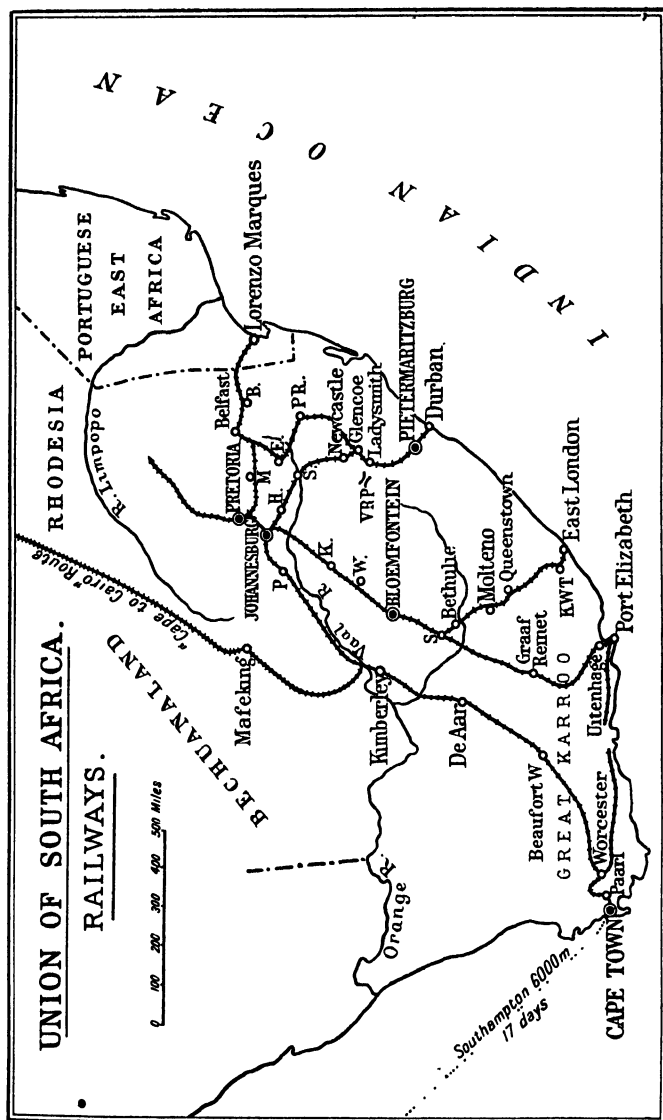 UNION OF SOUTH AFRICA.
RAILWAYS.
0 100 200 300 400 500 Miles
RHODESIA
PORTUGUESE
EAST
AFRICA
R. Limpopo
"Cape to Cairo" Route
BECHUANALAND
Mafeking
PRETORIA
JOHANNESBURG
Belfast
B.
Lorenzo Marques
M
E.
PR.
H.
S.
P
Newcastle
Glencoe
Ladysmith
VRP
PIETERMARITZBURG
Durban.
K.
W.
Vaal R.
BLOEMFONTEIN
Kimberley
Orange R.
S.
Bethulie
De Aar
Molteno
Queenstown
KWT
East London
Graaf
Reinet
Beaufort W
GREAT KARROO
Uitenhage
Port Elizabeth
Worcester
Paarl
CAPE TOWN
Southampton 6000m
17 days
INDIAN OCEAN